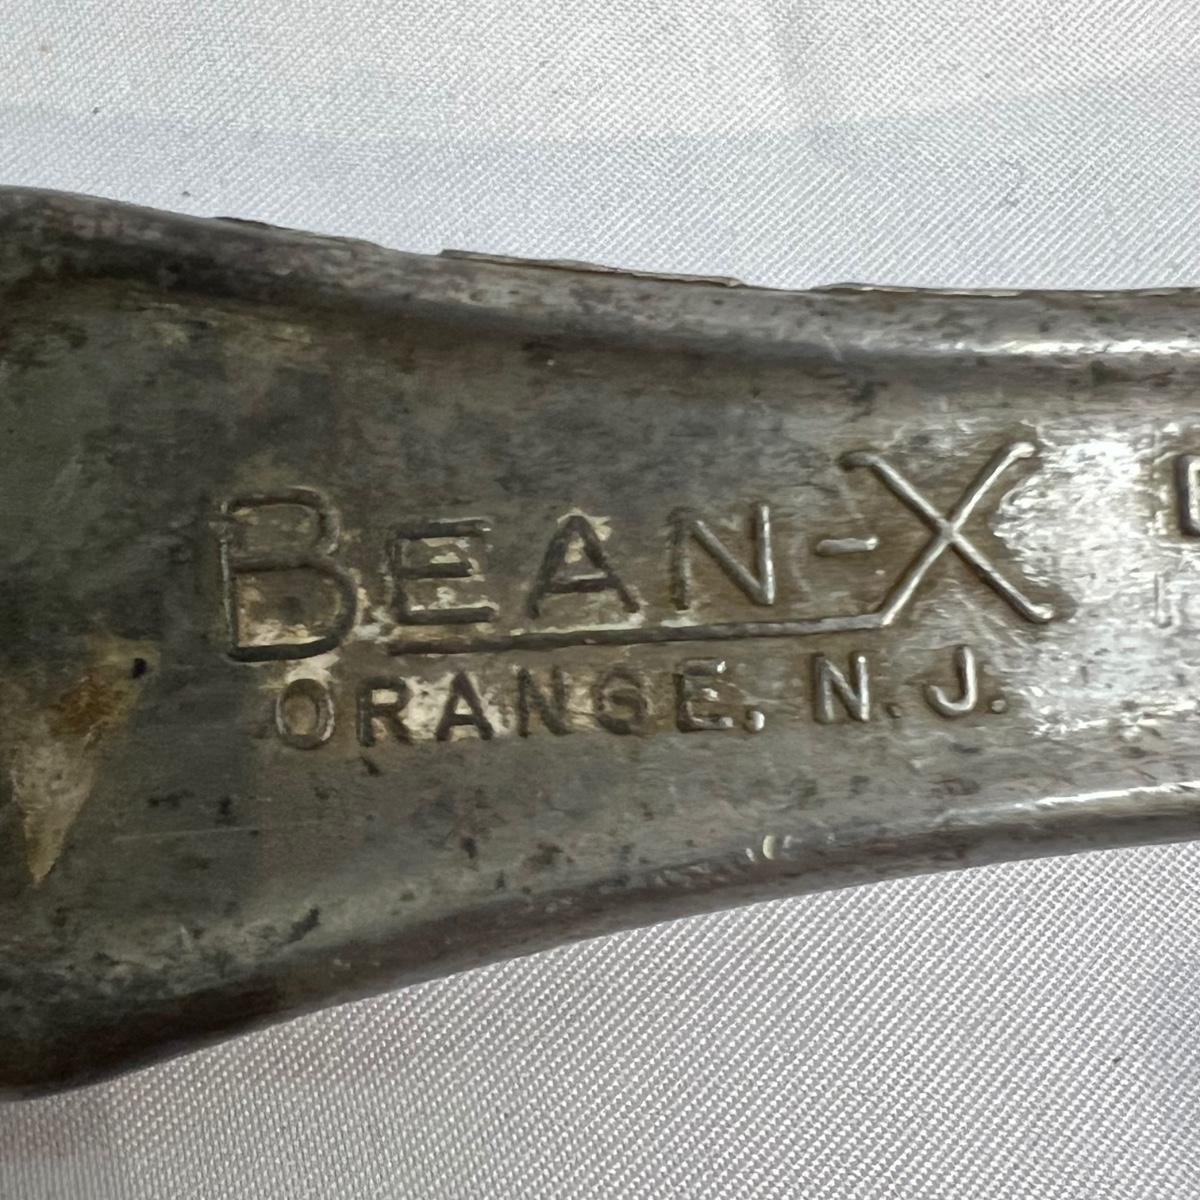 BEAN-X
ORANGE, N.J.